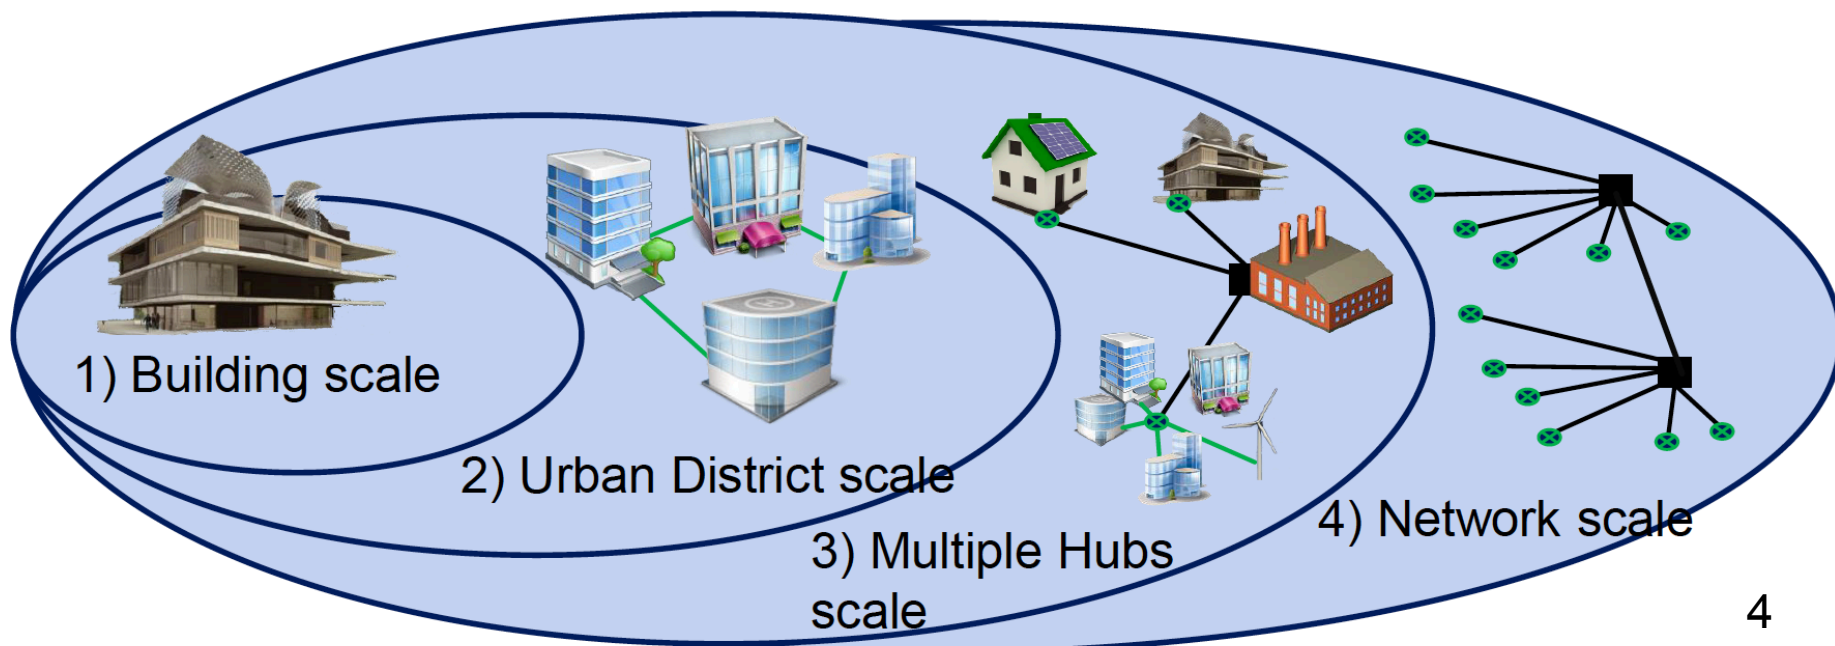 1) Building scale
2) Urban District scale
3) Multiple Hubs
scale
4) Network scale
4